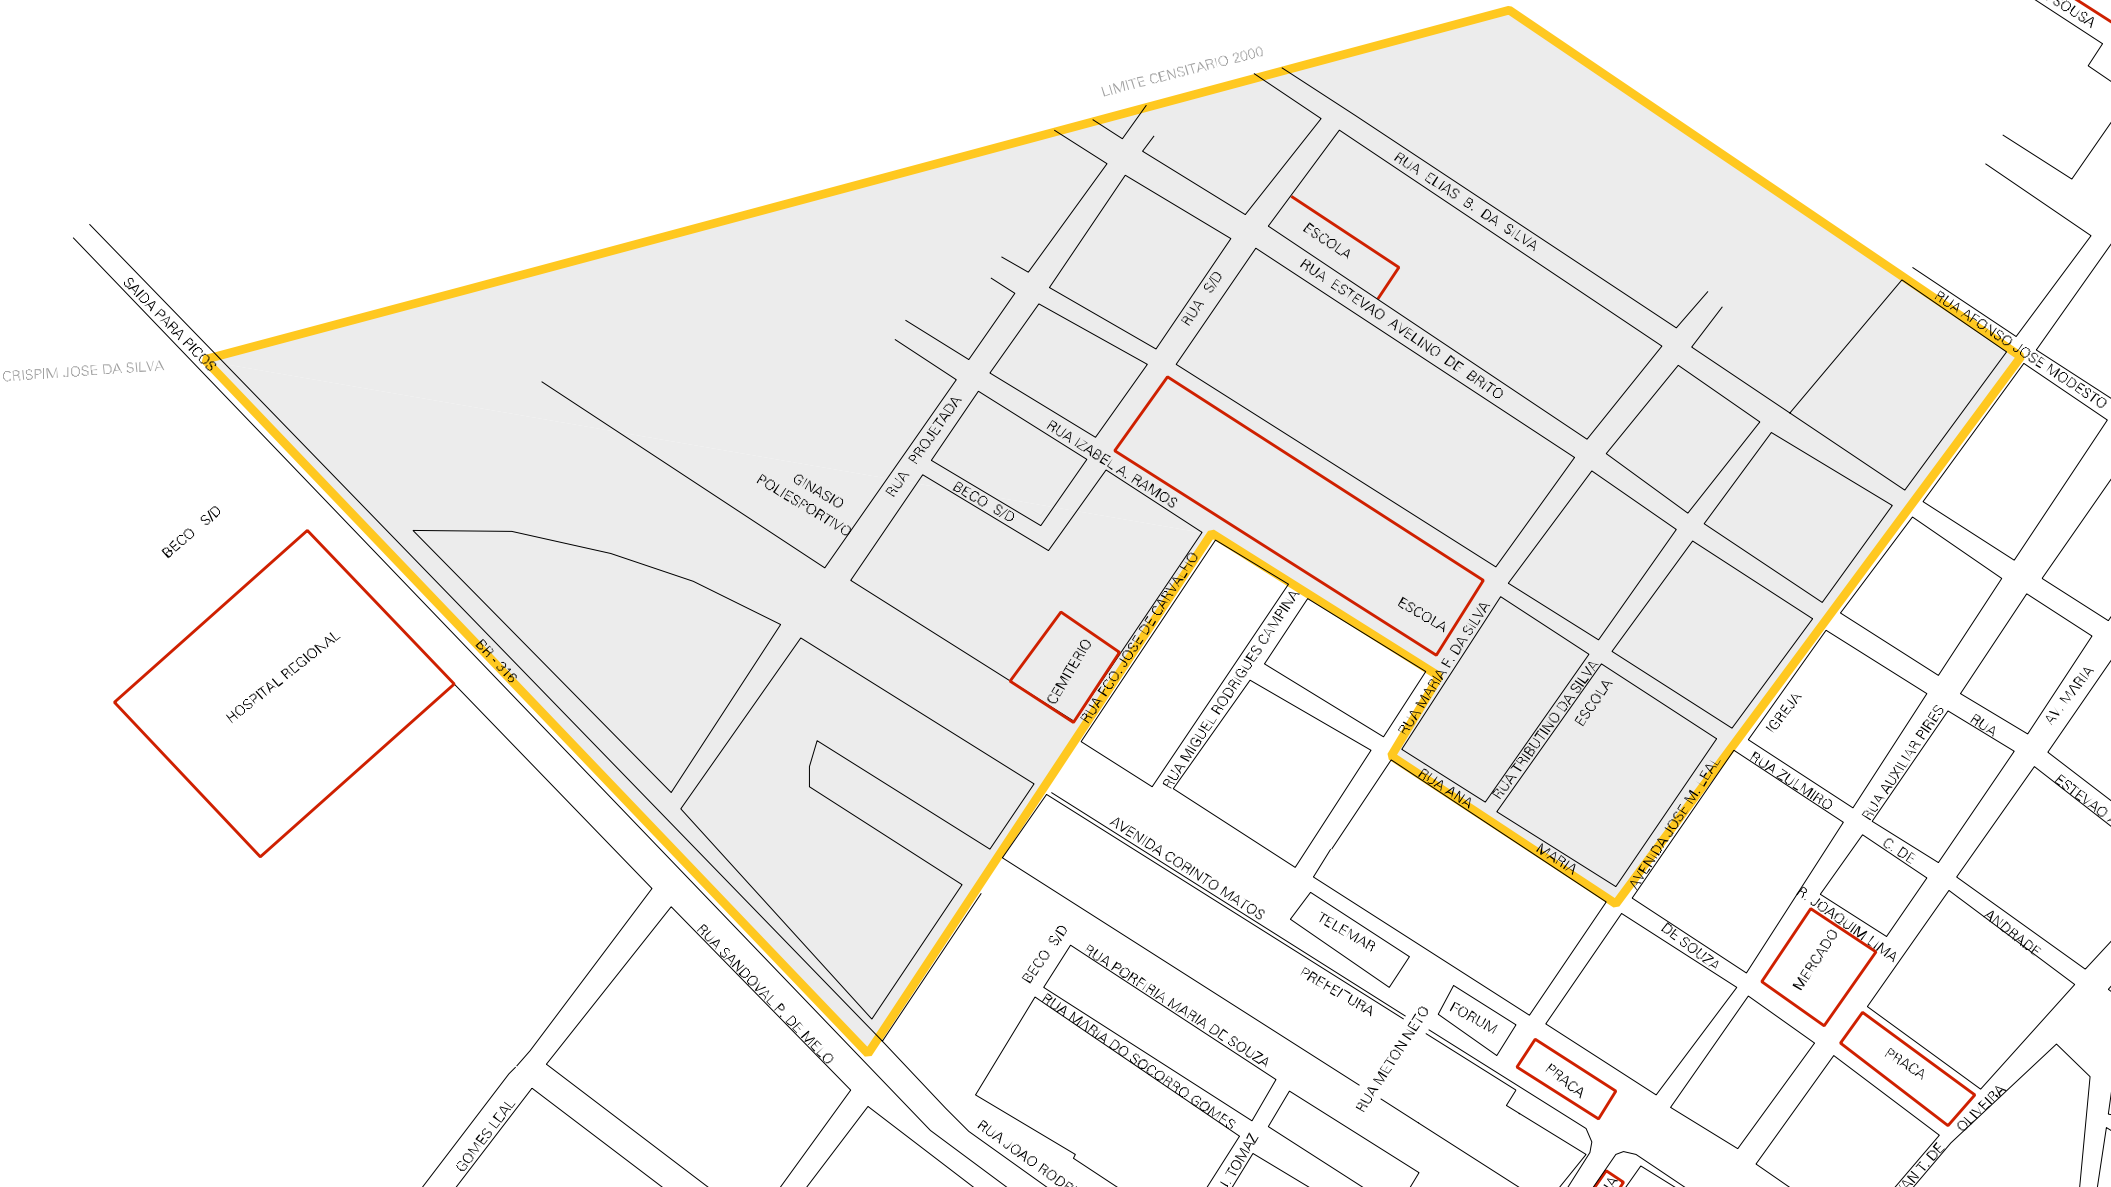 SOUSA
LIMITE CENSITARIO 2000
RUA ELIAS B. DA SILVA
ESCOLA
RUA ESTEVAO AVELINO DE BRITO
RUA S/D
SAIDA PARA PICOS
CRISPIM JOSE DA SILVA
RUA AFONSO JOSE MODESTO
RUA PROJETADA
RUA IZABEL A. RAMOS
GINASIO
POLIESPORTIVO
BECO S/D
BECO S/D
HOSPITAL REGIONAL
BR - 316
CEMITERIO
RUA FCO. JOSE DE CARVALHO
RUA MIGUEL RODRIGUES CAMPINA
ESCOLA
RUA MARIA F. DA SILVA
RUA TRIBUTINO DA SILVA
ESCOLA
RUA ANA
MARIA
AVENIDA JOSE M. LEAL
IGREJA
RUA ZULMIRO
RUA AUXILIAR PIRES
RUA
AV. MARIA
ESTEVAO
C. DE
ANDRADE
R. JOAQUIM LIMA
MERCADO
DE SOUZA
AVENIDA CORINTO MATOS
TELEMAR
PREFEITURA
FORUM
PRACA
PRACA
RUA METON NETO
BECO S/D
RUA PORFIRIA MARIA DE SOUZA
RUA MARIA DO SOCORRO GOMES
RUA SANDOVAL P. DE MELO
GOMES LEAL
RUA JOAO RODR
TOMAZ
T. DE
OLIVEIRA